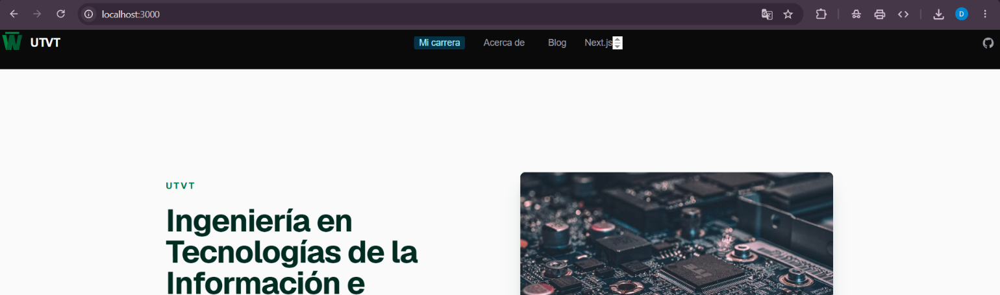 localhost:3000
D
UTVT
Mi carrera
Acerca de
Blog
Next.js
UTVT
Ingeniería en
Tecnologías de la
Información e